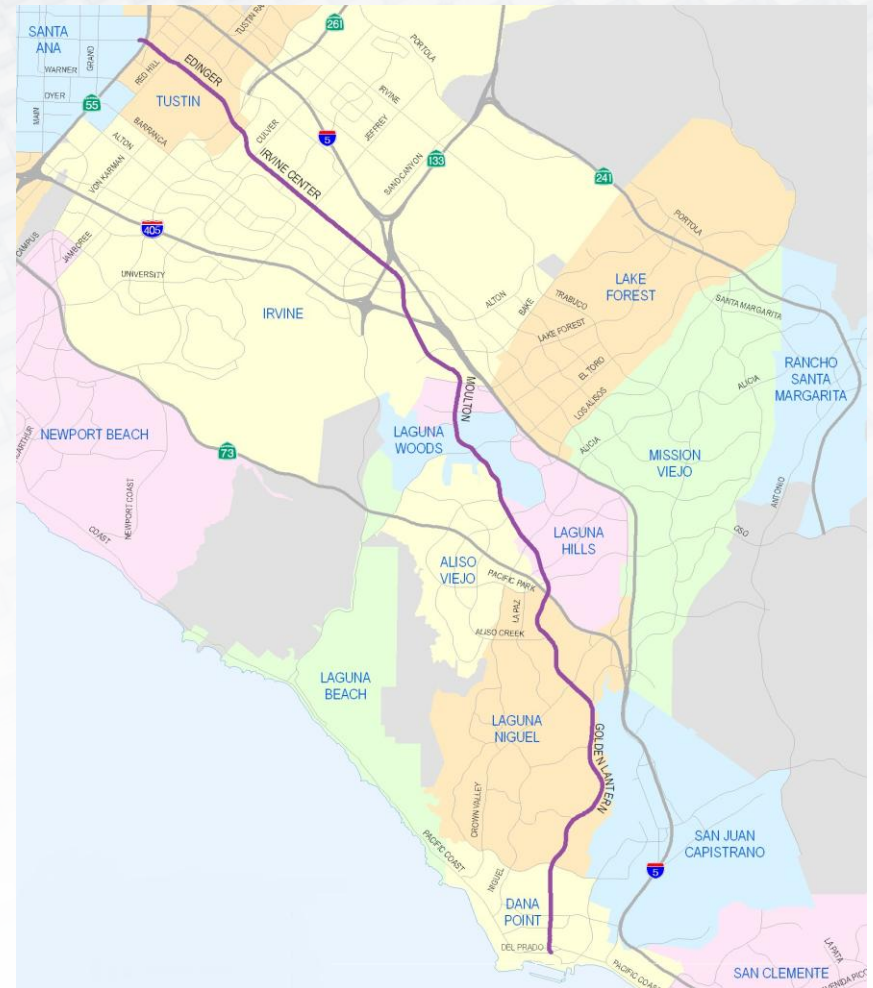 SANTA
ANA
WARNER
GRAND
DYER
MAIN
55
RED HILL
EDINGER
TUSTIN
261
PORTOLA
IRVINE
JEFFREY
CULVER
5
BARRANCA
ALTON
VON KARMAN
IRVINE CENTER
SAND CANYON
133
241
PORTOLA
CAMPUS
JAMBOREE
405
UNIVERSITY
IRVINE
ALTON
BAKE
TRABUCO
LAKE FOREST
LAKE
FOREST
SANTA MARGARITA
EL TORO
LOS ALISOS
RANCHO
SANTA
MARGARITA
ALICIA
MOULTON
NEWPORT BEACH
73
LAGUNA
WOODS
ALICIA
MISSION
VIEJO
ANTONIO
OSO
NEWPORT COAST
COAST
LAGUNA
HILLS
ALISO
VIEJO
PACIFIC PARK
LA PAZ
ALISO CREEK
LAGUNA
BEACH
LAGUNA
NIGUEL
GOLDEN LANTERN
CROWN VALLEY
SAN JUAN
CAPISTRANO
5
PACIFIC COAST
NIGUEL
DANA
POINT
DEL PRADO
PACIFIC COAST
LA PATA
SAN CLEMENTE